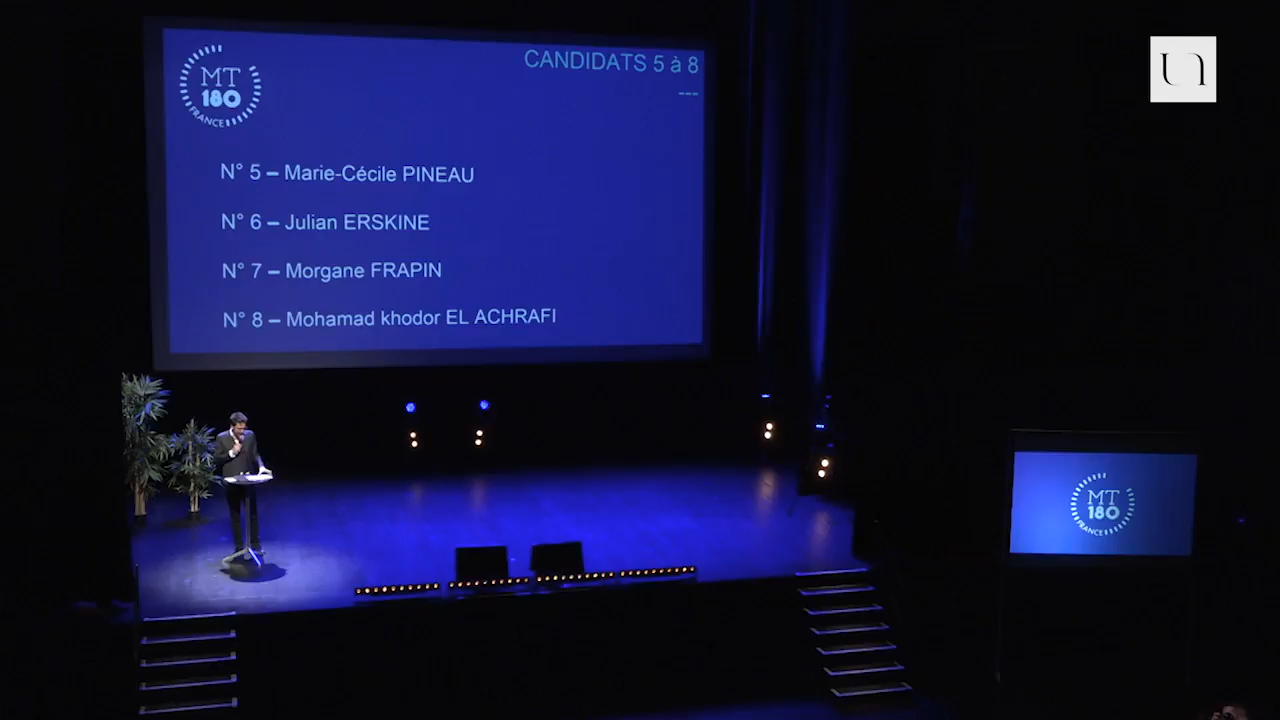 CANDIDATS 5 à 8
---
MT
180
FRANCE
N° 5 – Marie-Cécile PINEAU
N° 6 – Julian ERSKINE
N° 7 – Morgane FRAPIN
N° 8 – Mohamad khodor EL ACHRAFI
MT
180
FRANCE